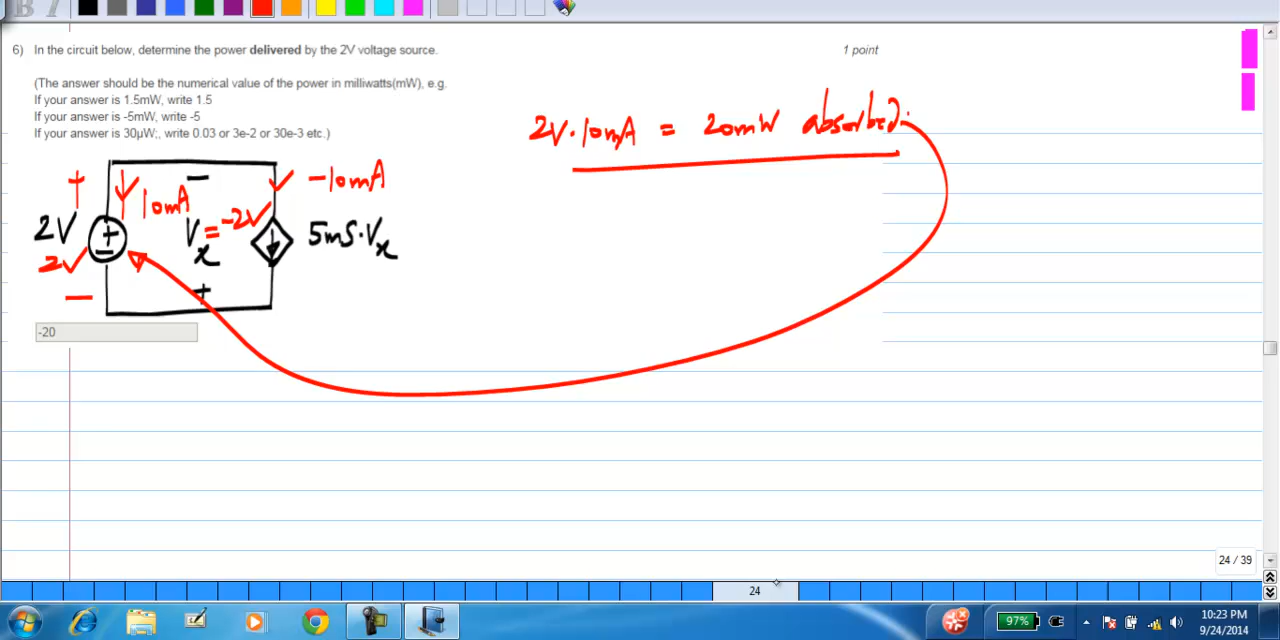 6) In the circuit below, determine the power delivered by the 2V voltage source.
1 point
(The answer should be the numerical value of the power in milliwatts(mW), e.g.
If your answer is 1.5mW, write 1.5
If your answer is -5mW, write -5
If your answer is 30µW;, write 0.03 or 3e-2 or 30e-3 etc.)
2V·10mA = 20mW absorbed
+
10mA
-10mA
−
2V
+
−
Vx = -2V
5mS·Vx
2V
−
+
-20
24 / 39
24
97%
10:23 PM
9/24/2014